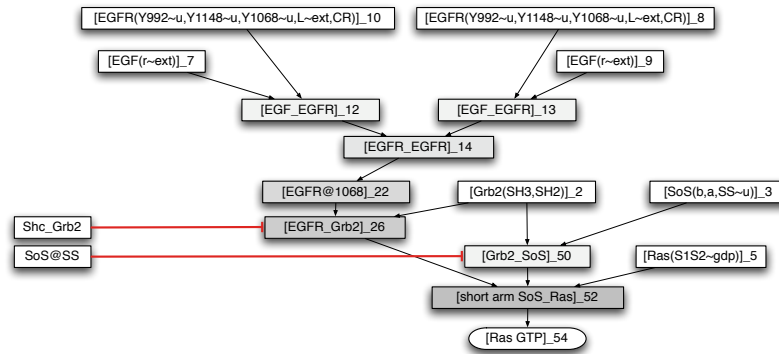 [EGFR(Y992~u,Y1148~u,Y1068~u,L~ext,CR)]_10
[EGFR(Y992~u,Y1148~u,Y1068~u,L~ext,CR)]_8
[EGF(r~ext)]_7
[EGF(r~ext)]_9
[EGF_EGFR]_12
[EGF_EGFR]_13
[EGFR_EGFR]_14
[EGFR@1068]_22
[Grb2(SH3,SH2)]_2
[SoS(b,a,SS~u)]_3
Shc_Grb2
[EGFR_Grb2]_26
SoS@SS
[Grb2_SoS]_50
[Ras(S1S2~gdp)]_5
[short arm SoS_Ras]_52
[Ras GTP]_54